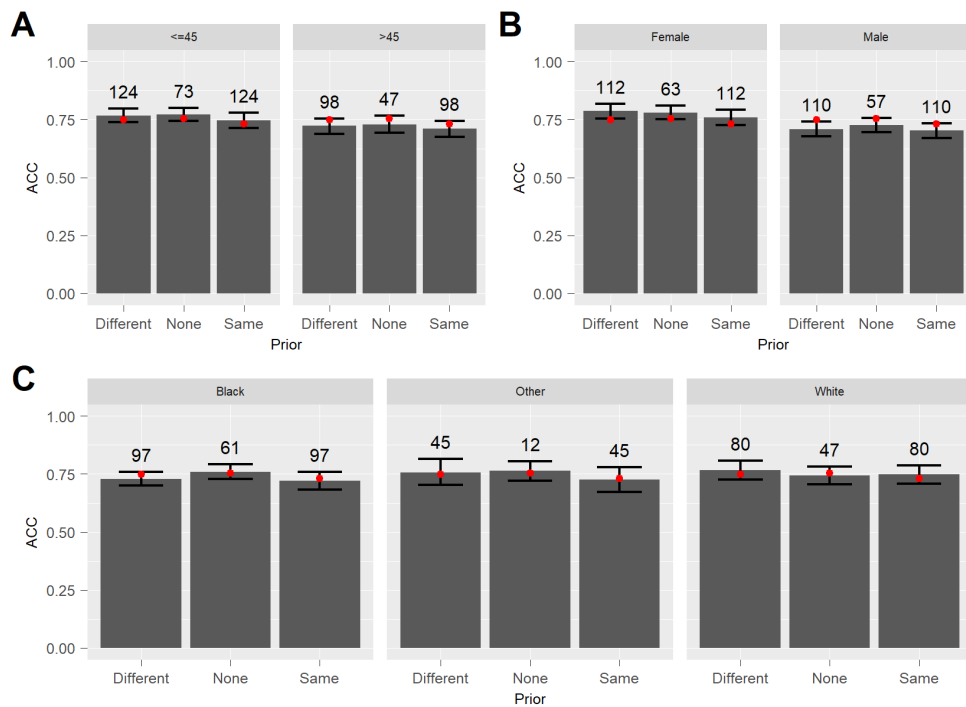 A
<=45
>45
1.00
0.75
0.50
0.25
0.00
ACC
124
73
124
98
47
98
Different
None
Same
Different
None
Same
Prior
B
Female
Male
1.00
0.75
0.50
0.25
0.00
ACC
112
63
112
110
57
110
Different
None
Same
Different
None
Same
Prior
C
Black
Other
White
1.00
0.75
0.50
0.25
0.00
ACC
97
61
97
45
12
45
80
47
80
Different
None
Same
Different
None
Same
Different
None
Same
Prior